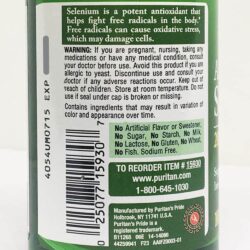 Selenium is a potent antioxidant that
helps fight free radicals in the body.*
Free radicals can cause oxidative stress,
which may damage cells.
WARNING: If you are pregnant, nursing, taking any
medications or have any medical condition, consult
your doctor before use. Avoid this product if you are
allergic to yeast. Discontinue use and consult your
doctor if any adverse reactions occur. Keep out of
reach of children. Store at room temperature. Do not
use if seal under cap is broken or missing.
Contains ingredients that may result in variation of
color of product.
No Artificial Flavor or Sweetener,
No Sugar, No Starch, No Milk,
No Lactose, No Gluten, No Wheat,
No Fish. Sodium Free.
TO REORDER ITEM # 15930
www.puritan.com
1-800-645-1030
Manufactured by Puritan's Pride
Holbrook, NY 11741 U.S.A.
Puritan's Pride is a
registered trademark.
4054UM0715 EXP
0 25077 15930